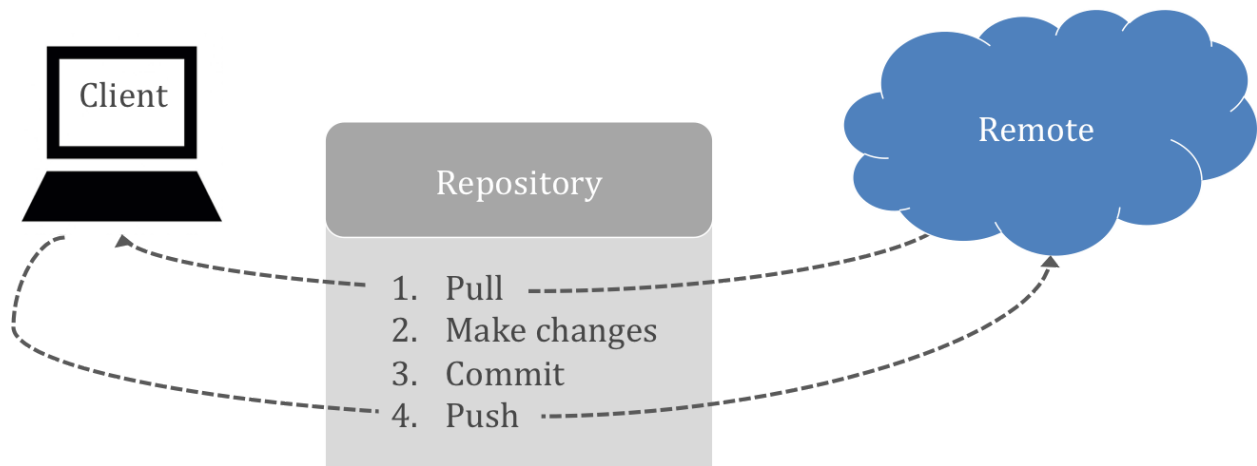 Client
Remote
Repository
1. Pull
2. Make changes
3. Commit
4. Push